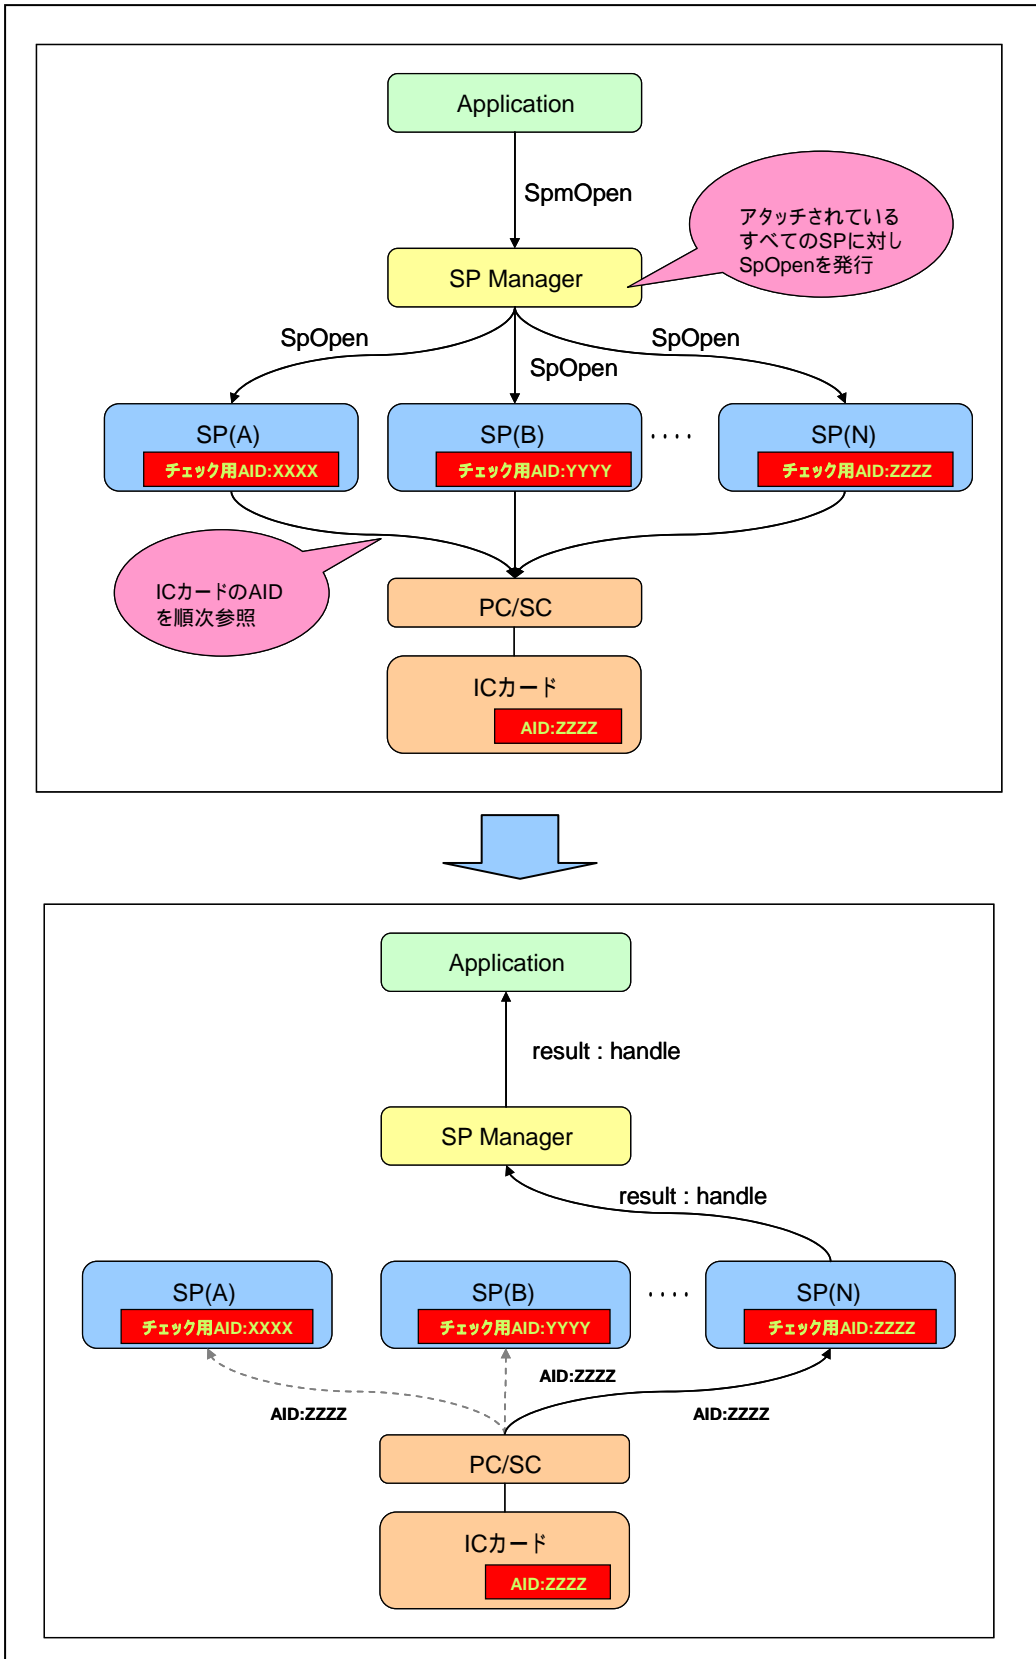 Application
SpmOpen
アタッチされている
すべてのSPに対し
SpOpenを発行
SP Manager
SpOpen
SpOpen
SpOpen
SP(A)
チェック用AID:XXXX
SP(B)
チェック用AID:YYYY
････
SP(N)
チェック用AID:ZZZZ
ICカードのAID
を順次参照
PC/SC
ICカード
AID:ZZZZ
Application
result : handle
SP Manager
result : handle
SP(A)
チェック用AID:XXXX
SP(B)
チェック用AID:YYYY
････
SP(N)
チェック用AID:ZZZZ
AID:ZZZZ
AID:ZZZZ
AID:ZZZZ
PC/SC
ICカード
AID:ZZZZ